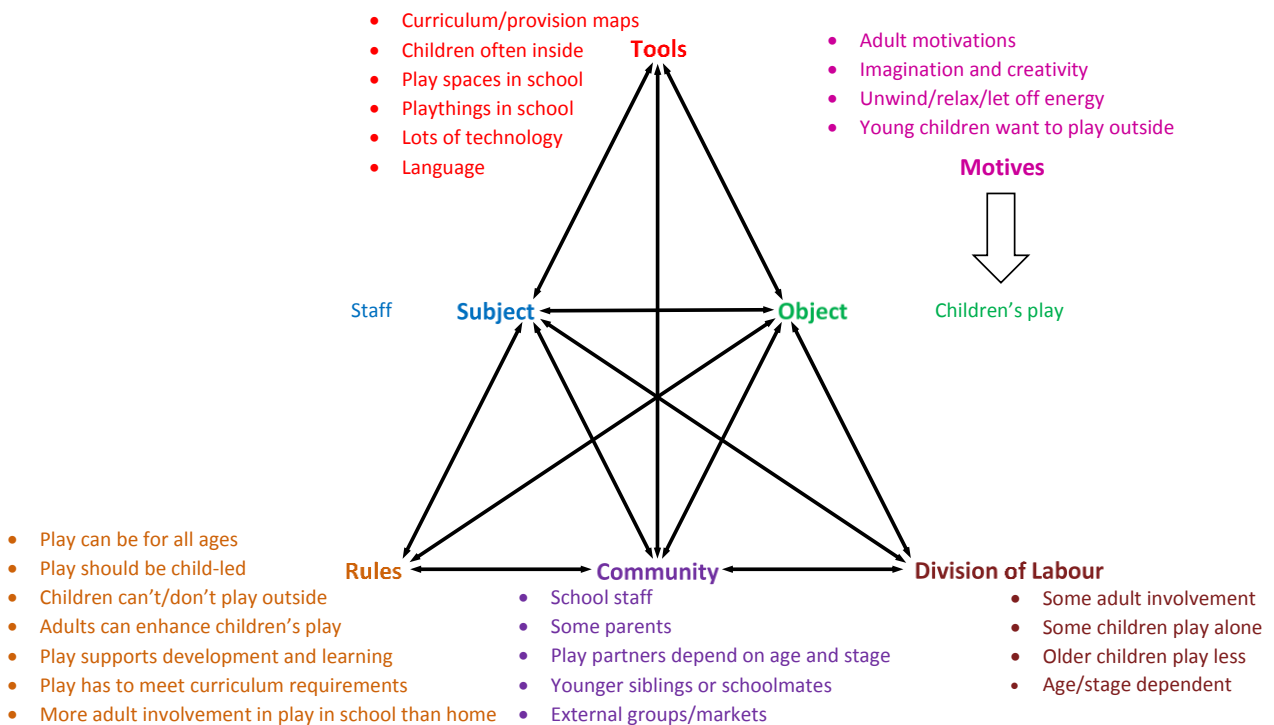 • Curriculum/provision maps
• Children often inside
• Play spaces in school
• Playthings in school
• Lots of technology
• Language
Tools
• Adult motivations
• Imagination and creativity
• Unwind/relax/let off energy
• Young children want to play outside
Motives
Staff
Subject
Object
Children's play
• Play can be for all ages
• Play should be child-led
• Children can't/don't play outside
• Adults can enhance children's play
• Play supports development and learning
• Play has to meet curriculum requirements
• More adult involvement in play in school than home
Rules
Community
• School staff
• Some parents
• Play partners depend on age and stage
• Younger siblings or schoolmates
• External groups/markets
Division of Labour
• Some adult involvement
• Some children play alone
• Older children play less
• Age/stage dependent